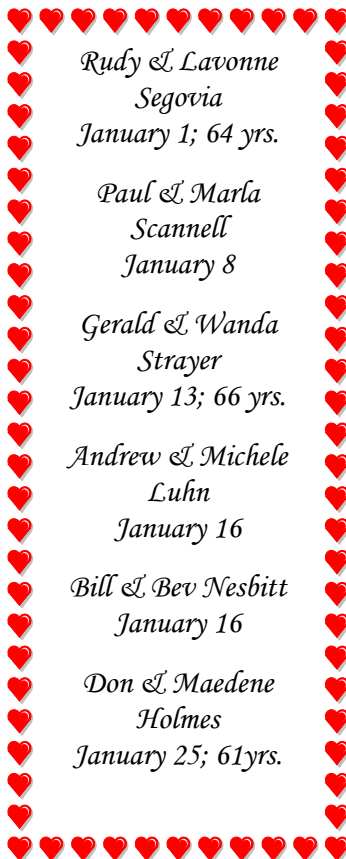 Rudy & Lavonne
Segovia
January 1; 64 yrs.
Paul & Marla
Scannell
January 8
Gerald & Wanda
Strayer
January 13; 66 yrs.
Andrew & Michele
Luhn
January 16
Bill & Bev Nesbitt
January 16
Don & Maedene
Holmes
January 25; 61yrs.